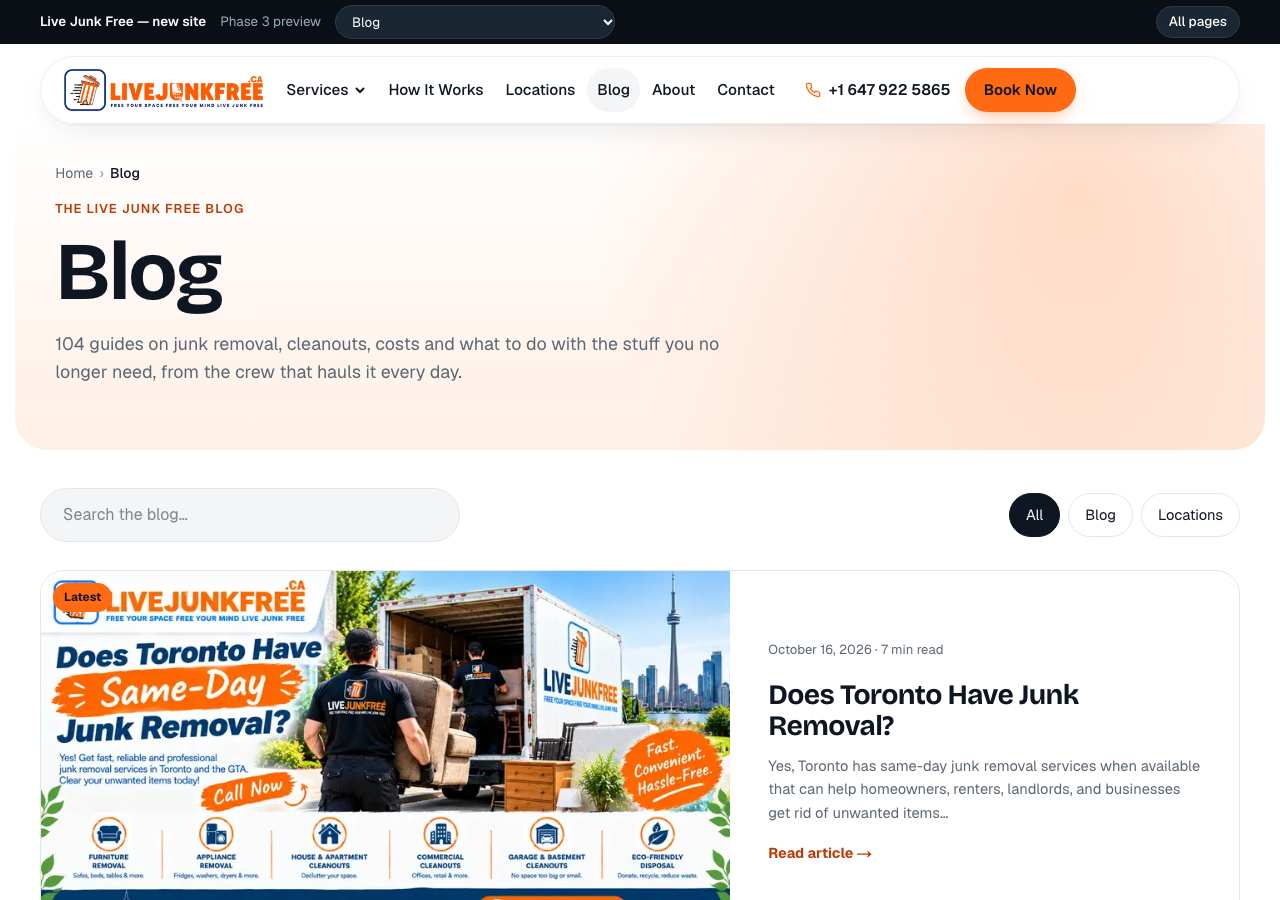 Live Junk Free — new site
Phase 3 preview
Blog
All pages
LIVEJUNKFREE.CA
FREE YOUR SPACE FREE YOUR MIND LIVE JUNK FREE
Services
How It Works
Locations
Blog
About
Contact
+1 647 922 5865
Book Now
Home › Blog
THE LIVE JUNK FREE BLOG
Blog
104 guides on junk removal, cleanouts, costs and what to do with the stuff you no
longer need, from the crew that hauls it every day.
Search the blog...
All
Blog
Locations
Latest
LIVEJUNKFREE.CA
FREE YOUR SPACE FREE YOUR MIND LIVE JUNK FREE
Does Toronto Have
Same-Day
Junk Removal?
Yes! Get fast, reliable and professional
junk removal services in Toronto and the GTA.
Clear your unwanted items today!
Call Now
LIVEJUNKFREE
LIVEJUNKFREE
Fast.
Convenient.
Hassle-Free.
FURNITURE
REMOVAL
Sofas, beds, tables & more.
APPLIANCE
REMOVAL
Fridges, washers, dryers & more.
HOUSE & APARTMENT
CLEANOUTS
Declutter your space.
COMMERCIAL
CLEANOUTS
Offices, retail & more.
GARAGE & BASEMENT
CLEANOUTS
No space too big or small.
ECO-FRIENDLY
DISPOSAL
Donate, recycle, reduce waste.
October 16, 2026 · 7 min read
Does Toronto Have Junk
Removal?
Yes, Toronto has same-day junk removal services when available
that can help homeowners, renters, landlords, and businesses
get rid of unwanted items...
Read article →